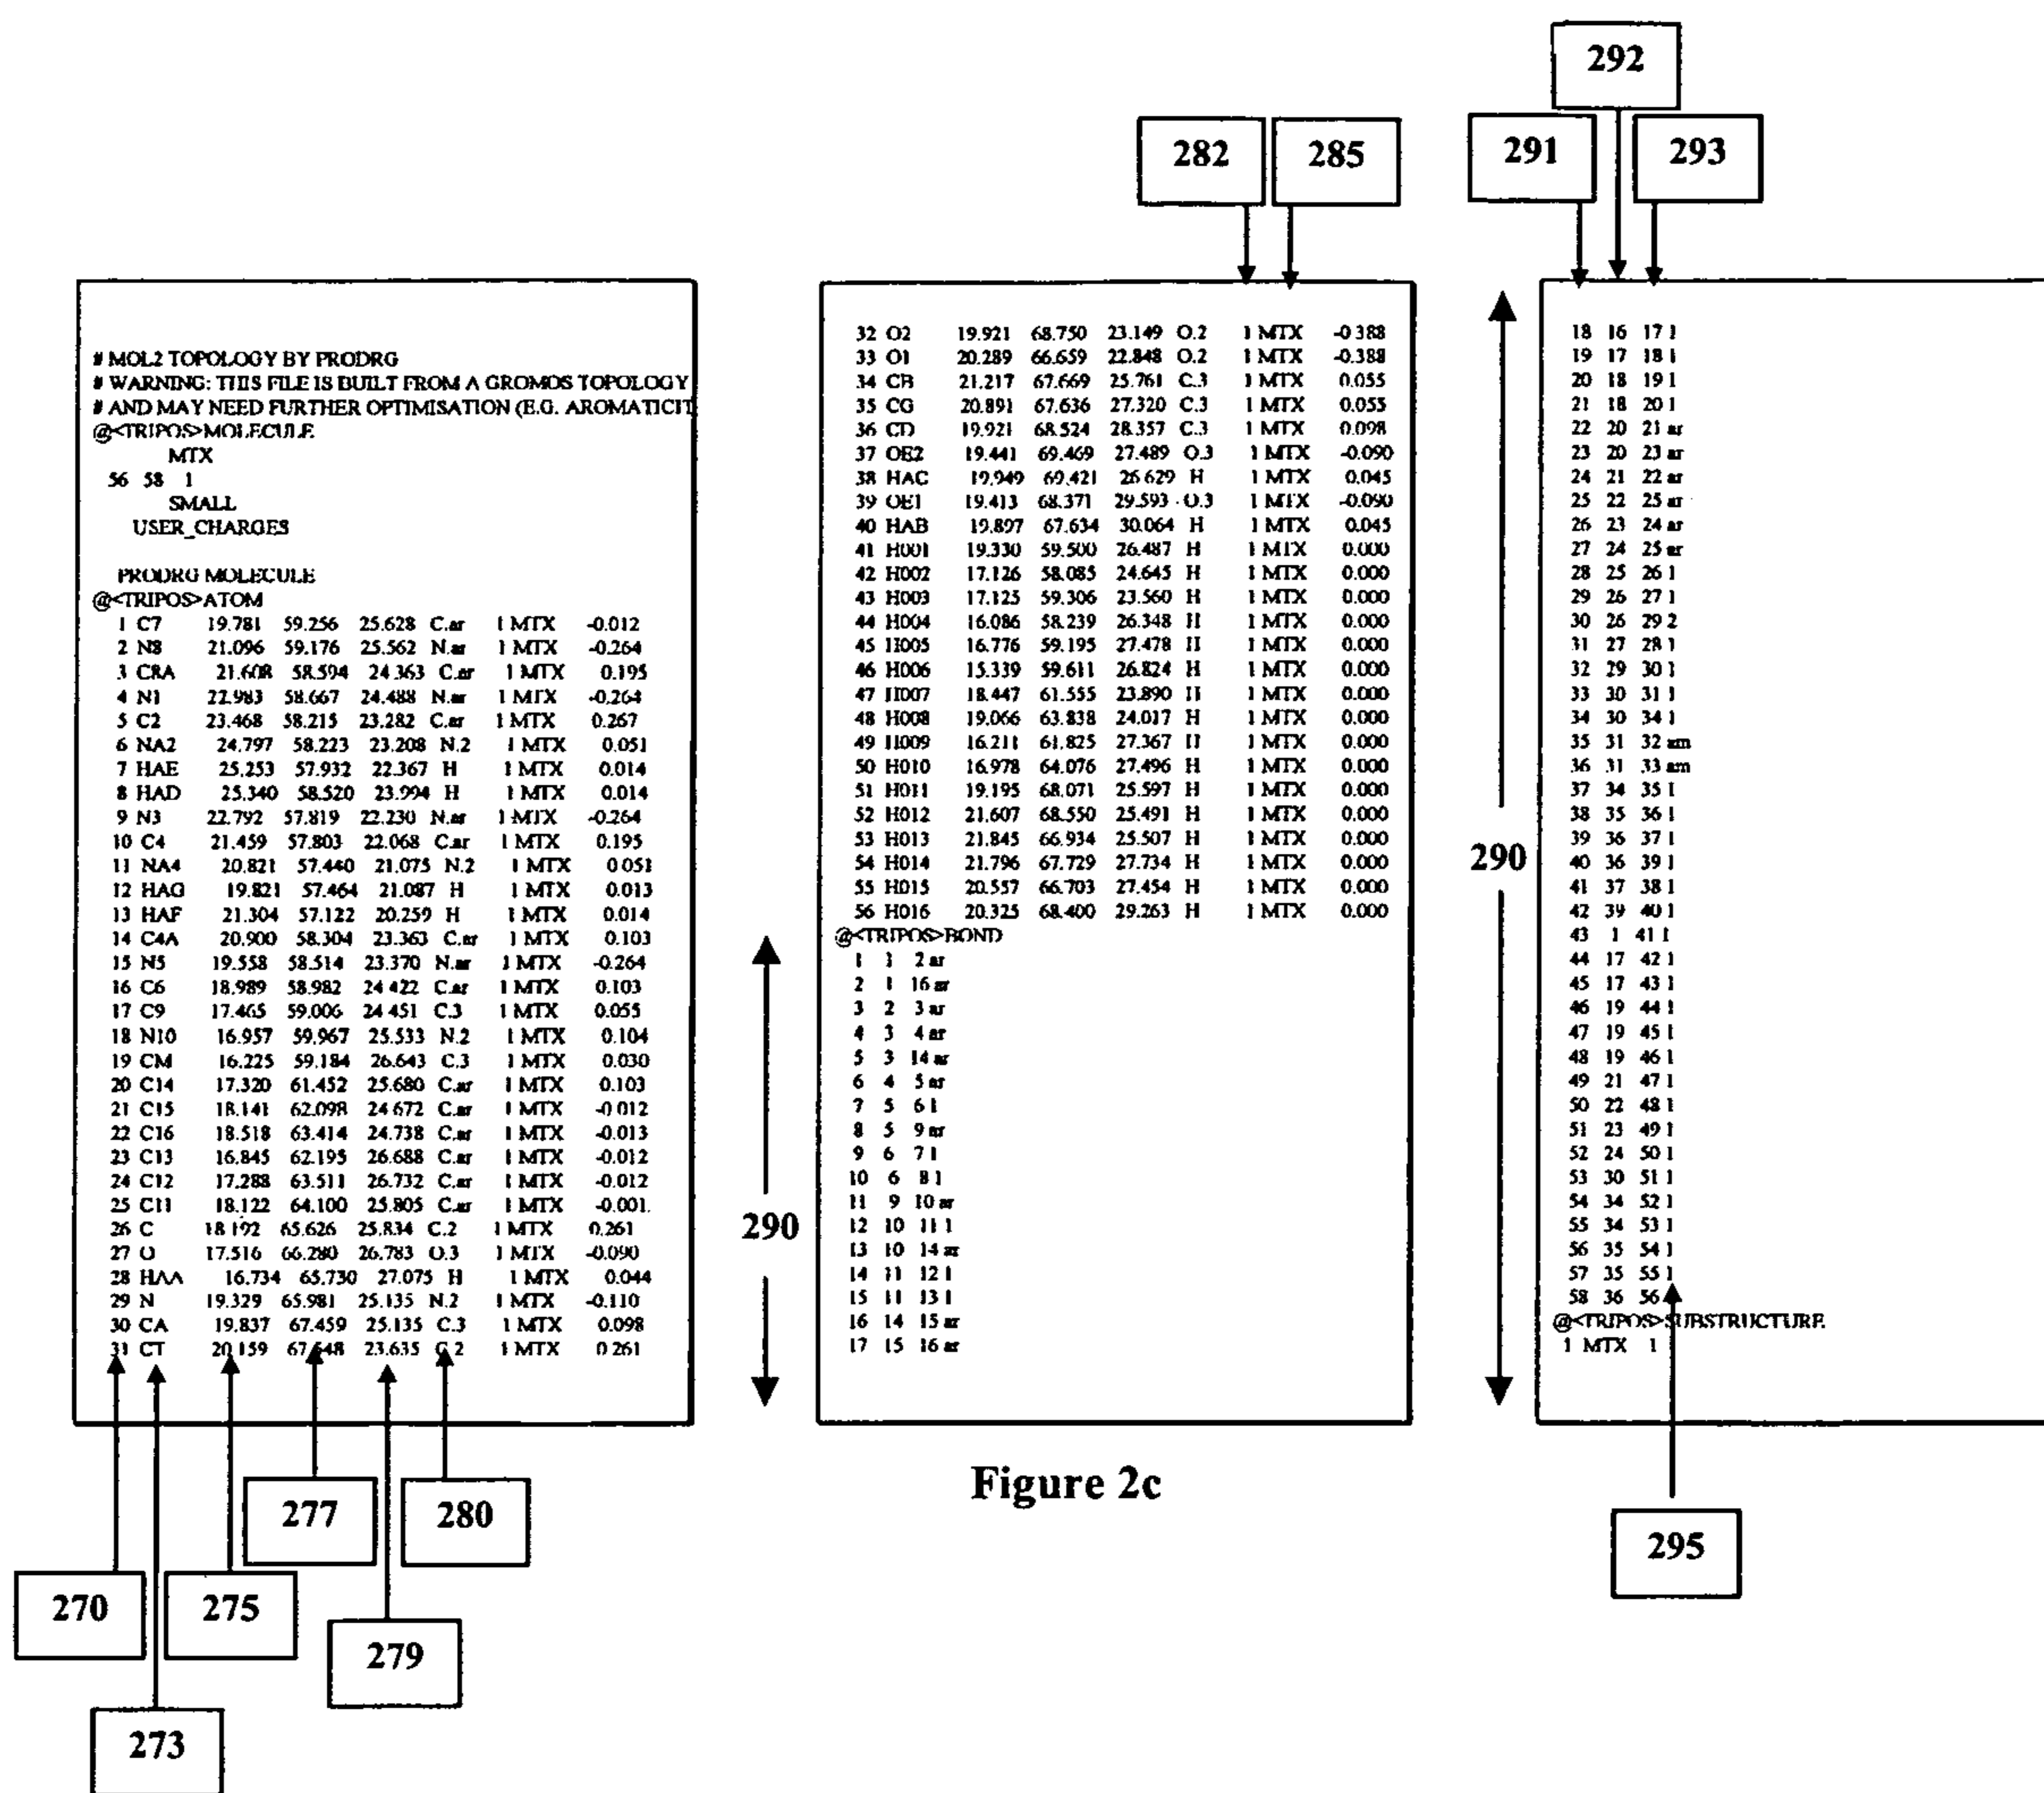 292
282 285 291 293
# MOL2 TOPOLOGY BY PRODRG
# WARNING: THIS FILE IS BUILT FROM A GROMOS TOPOLOGY
# AND MAY NEED FURTHER OPTIMISATION (E.G. AROMATICIT
@<TRIPOS>MOLECULE
MTX
56 58 1
SMALL
USER_CHARGES
PRODRG MOLECULE
@<TRIPOS>ATOM
1 C7 19.781 59.256 25.628 C.ar 1 MTX -0.012
2 N8 21.096 59.176 25.562 N.ar 1 MTX -0.264
3 C8A 21.608 58.594 24.363 C.ar 1 MTX 0.195
4 N1 22.983 58.667 24.488 N.ar 1 MTX -0.264
5 C2 23.468 58.215 23.282 C.ar 1 MTX 0.267
6 NA2 24.797 58.223 23.208 N.2 1 MTX 0.051
7 HAE 25.253 57.932 22.367 H 1 MTX 0.014
8 HAD 25.340 58.520 23.994 H 1 MTX 0.014
9 N3 22.792 57.819 22.230 N.ar 1 MTX -0.264
10 C4 21.459 57.803 22.068 C.ar 1 MTX 0.195
11 NA4 20.821 57.440 21.075 N.2 1 MTX 0.051
12 HAG 19.821 57.464 21.087 H 1 MTX 0.013
13 HAF 21.304 57.122 20.259 H 1 MTX 0.014
14 C4A 20.900 58.304 23.363 C.ar 1 MTX 0.103
15 N5 19.558 58.514 23.370 N.ar 1 MTX -0.264
16 C6 18.989 58.982 24.422 C.ar 1 MTX 0.103
17 C9 17.465 59.006 24.451 C.3 1 MTX 0.055
18 N10 16.957 59.967 25.533 N.2 1 MTX 0.104
19 CM 16.225 59.184 26.643 C.3 1 MTX 0.030
20 C14 17.320 61.452 25.680 C.ar 1 MTX 0.103
21 C15 18.141 62.098 24.672 C.ar 1 MTX -0.012
22 C16 18.518 63.414 24.738 C.ar 1 MTX -0.013
23 C13 16.845 62.195 26.688 C.ar 1 MTX -0.012
24 C12 17.288 63.511 26.732 C.ar 1 MTX -0.012
25 C11 18.122 64.100 25.805 C.ar 1 MTX -0.001
26 C 18.192 65.626 25.834 C.2 1 MTX 0.261
27 O 17.516 66.280 26.783 O.3 1 MTX -0.090
28 HAA 16.734 65.730 27.075 H 1 MTX 0.044
29 N 19.329 65.981 25.135 N.2 1 MTX -0.110
30 CA 19.837 67.459 25.135 C.3 1 MTX 0.098
31 CT 20.159 67.648 23.635 C.2 1 MTX 0.261
32 O2 19.921 68.750 23.149 O.2 1 MTX -0.388
33 O1 20.289 66.659 22.848 O.2 1 MTX -0.388
34 CB 21.217 67.669 25.761 C.3 1 MTX 0.055
35 CG 20.891 67.636 27.320 C.3 1 MTX 0.055
36 CD 19.921 68.524 28.357 C.3 1 MTX 0.098
37 OE2 19.441 69.469 27.489 O.3 1 MTX -0.090
38 HAC 19.949 69.421 26.629 H 1 MTX 0.045
39 OE1 19.413 68.371 29.593 O.3 1 MTX -0.090
40 HAB 19.897 67.634 30.064 H 1 MTX 0.045
41 H001 19.330 59.500 26.487 H 1 MTX 0.000
42 H002 17.126 58.085 24.645 H 1 MTX 0.000
43 H003 17.125 59.306 23.560 H 1 MTX 0.000
44 H004 16.086 58.239 26.348 H 1 MTX 0.000
45 H005 16.776 59.195 27.478 H 1 MTX 0.000
46 H006 15.339 59.611 26.824 H 1 MTX 0.000
47 H007 18.447 61.555 23.890 H 1 MTX 0.000
48 H008 19.066 63.838 24.017 H 1 MTX 0.000
49 H009 16.211 61.825 27.367 H 1 MTX 0.000
50 H010 16.978 64.076 27.496 H 1 MTX 0.000
51 H011 19.195 68.071 25.597 H 1 MTX 0.000
52 H012 21.607 68.550 25.491 H 1 MTX 0.000
53 H013 21.845 66.934 25.507 H 1 MTX 0.000
54 H014 21.796 67.729 27.734 H 1 MTX 0.000
55 H015 20.557 66.703 27.454 H 1 MTX 0.000
56 H016 20.325 68.400 29.263 H 1 MTX 0.000
@<TRIPOS>BOND
1 1 2 ar
2 1 16 ar
3 2 3 ar
4 3 4 ar
5 3 14 ar
6 4 5 ar
7 5 6 1
8 5 9 ar
9 6 7 1
10 6 8 1
11 9 10 ar
12 10 11 1
13 10 14 ar
14 11 12 1
15 11 13 1
16 14 15 ar
17 15 16 ar
18 16 17 1
19 17 18 1
20 18 19 1
21 18 20 1
22 20 21 ar
23 20 23 ar
24 21 22 ar
25 22 25 ar
26 23 24 ar
27 24 25 ar
28 25 26 1
29 26 27 1
30 26 29 2
31 27 28 1
32 29 30 1
33 30 31 1
34 30 34 1
35 31 32 am
36 31 33 am
37 34 35 1
38 35 36 1
39 36 37 1
40 36 39 1
41 37 38 1
42 39 40 1
43 1 41 1
44 17 42 1
45 17 43 1
46 19 44 1
47 19 45 1
48 19 46 1
49 21 47 1
50 22 48 1
51 23 49 1
52 24 50 1
53 30 51 1
54 34 52 1
55 34 53 1
56 35 54 1
57 35 55 1
58 36 56
@<TRIPOS>SUBSTRUCTURE
1 MTX 1
290
290
277 280
Figure 2c
295
270 275
279
273